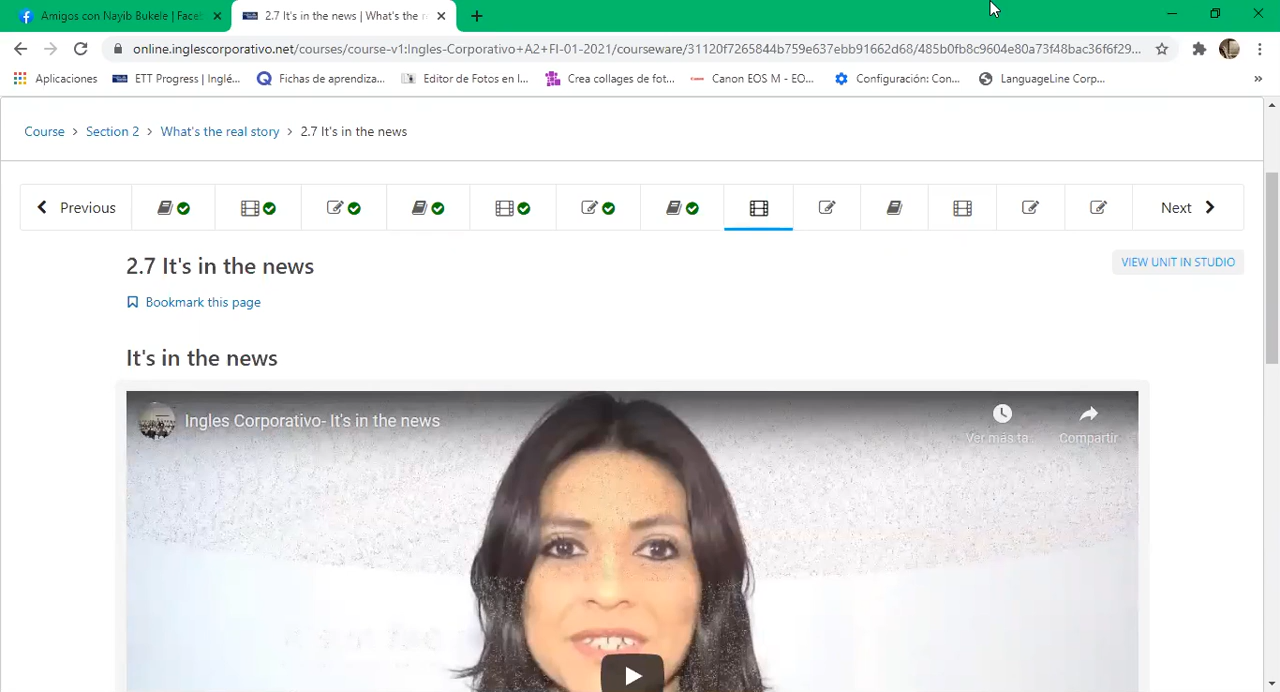 Amigos con Nayib Bukele | Face
2.7 It's in the news | What's the re
online.inglescorporativo.net/courses/course-v1:Ingles-Corporativo+A2+FI-01-2021/courseware/31120f7265844b759e637ebb91662d68/485b0fb8c9604e80a73f48bac36f6f29...
Aplicaciones
ETT Progress | Inglé...
Fichas de aprendiza...
Editor de Fotos en l...
Crea collages de fot...
Canon EOS M - EO...
Configuración: Con...
LanguageLine Corp...
Course > Section 2 > What's the real story > 2.7 It's in the news
Previous
Next
2.7 It's in the news
VIEW UNIT IN STUDIO
Bookmark this page
It's in the news
Ingles Corporativo- It's in the news
Ver más ta...
Compartir